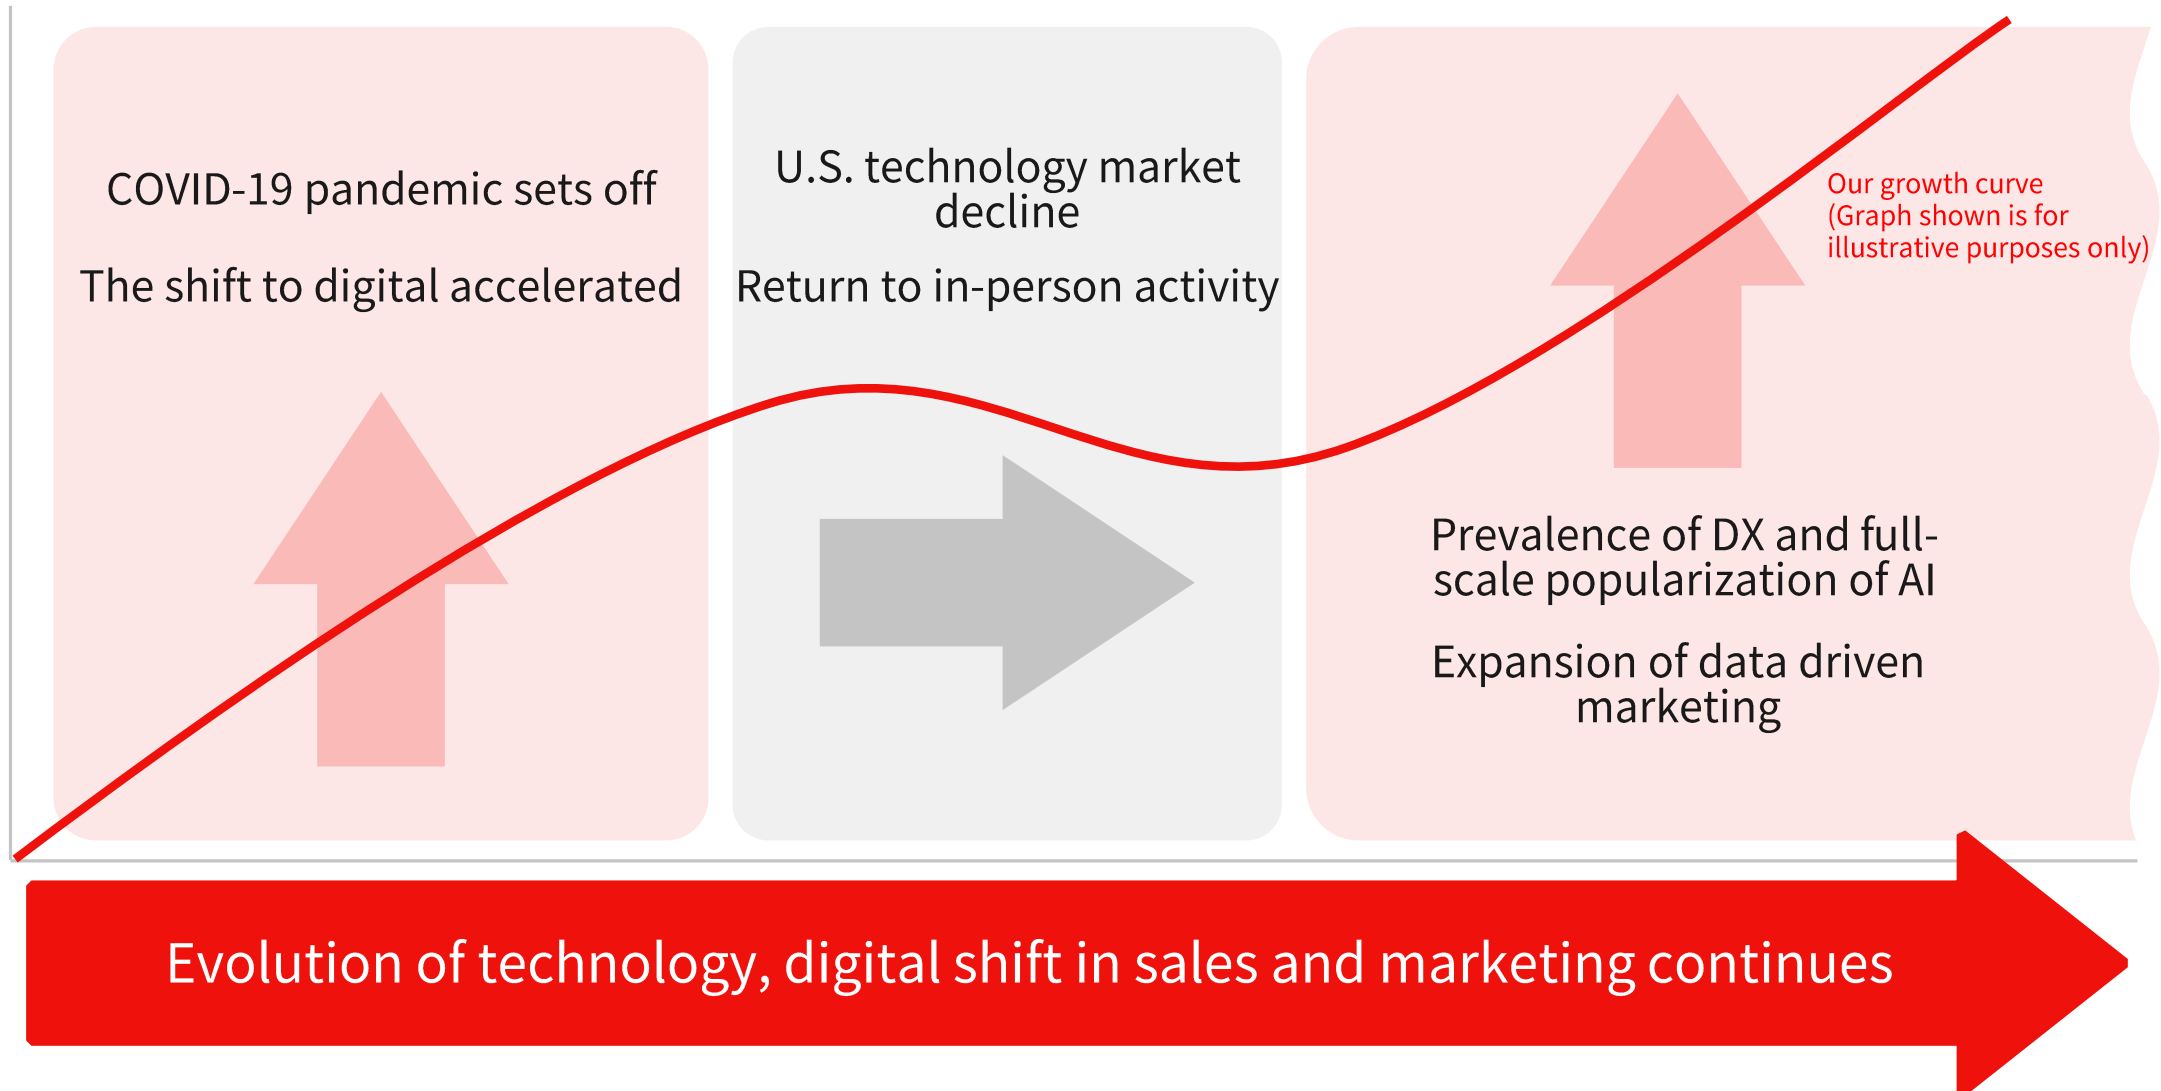 COVID-19 pandemic sets off
The shift to digital accelerated
U.S. technology market
decline
Return to in-person activity
Our growth curve
(Graph shown is for
illustrative purposes only)
Prevalence of DX and full-
scale popularization of AI
Expansion of data driven
marketing
Evolution of technology, digital shift in sales and marketing continues